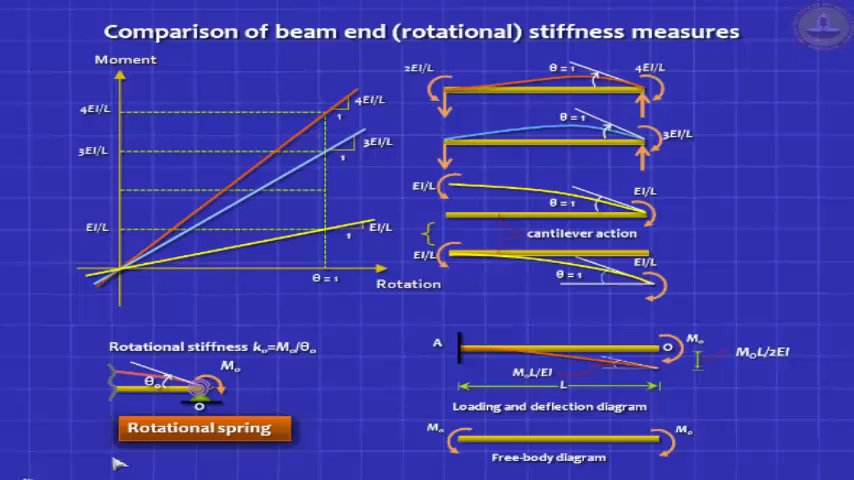 Comparison of beam end (rotational) stiffness measures
Moment
4EI/L
3EI/L
EI/L
4EI/L
1
3EI/L
1
EI/L
1
θ = 1
Rotation
2EI/L
θ = 1
4EI/L
θ = 1
3EI/L
EI/L
EI/L
θ = 1
cantilever action
EI/L
EI/L
θ = 1
Rotational stiffness kₒ=Mₒ/θₒ
Mₒ
θₒ
O
Rotational spring
A
O
Mₒ
MₒL/2EI
MₒL/EI
L
Loading and deflection diagram
Mₒ
Mₒ
Free-body diagram